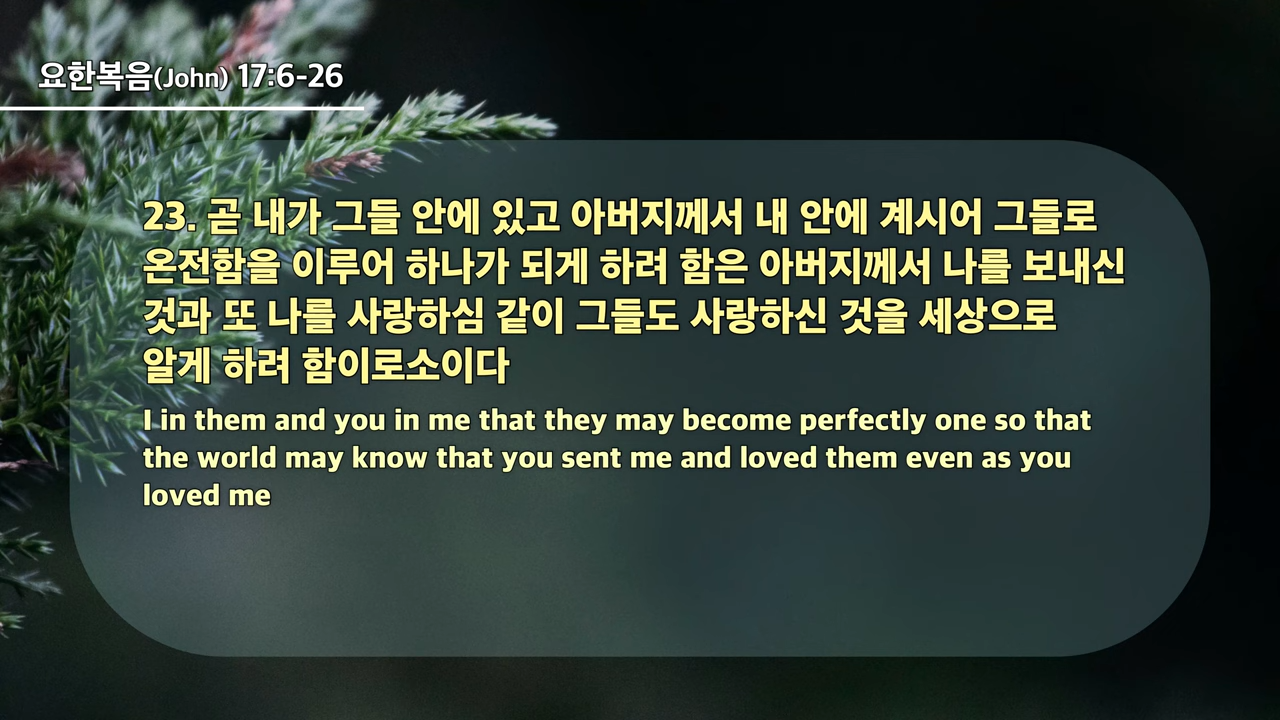 요한복음(John) 17:6-26
23. 곧 내가 그들 안에 있고 아버지께서 내 안에 계시어 그들로
온전함을 이루어 하나가 되게 하려 함은 아버지께서 나를 보내신
것과 또 나를 사랑하심 같이 그들도 사랑하신 것을 세상으로
알게 하려 함이로소이다
I in them and you in me that they may become perfectly one so that
the world may know that you sent me and loved them even as you
loved me